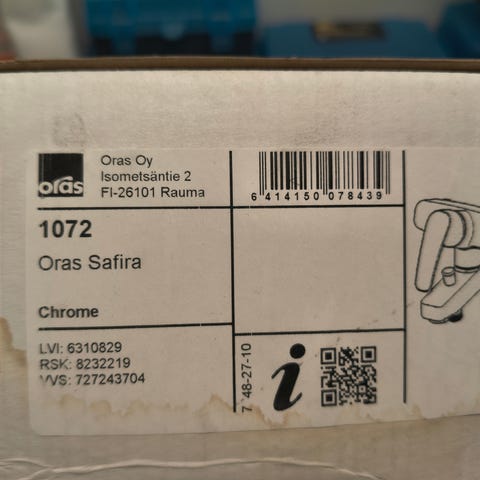 oras
Oras Oy
Isometsäntie 2
FI-26101 Rauma
6 414150 078439
1072
Oras Safira
Chrome
LVI: 6310829
RSK: 8232219
VVS: 727243704
48-27-10
i